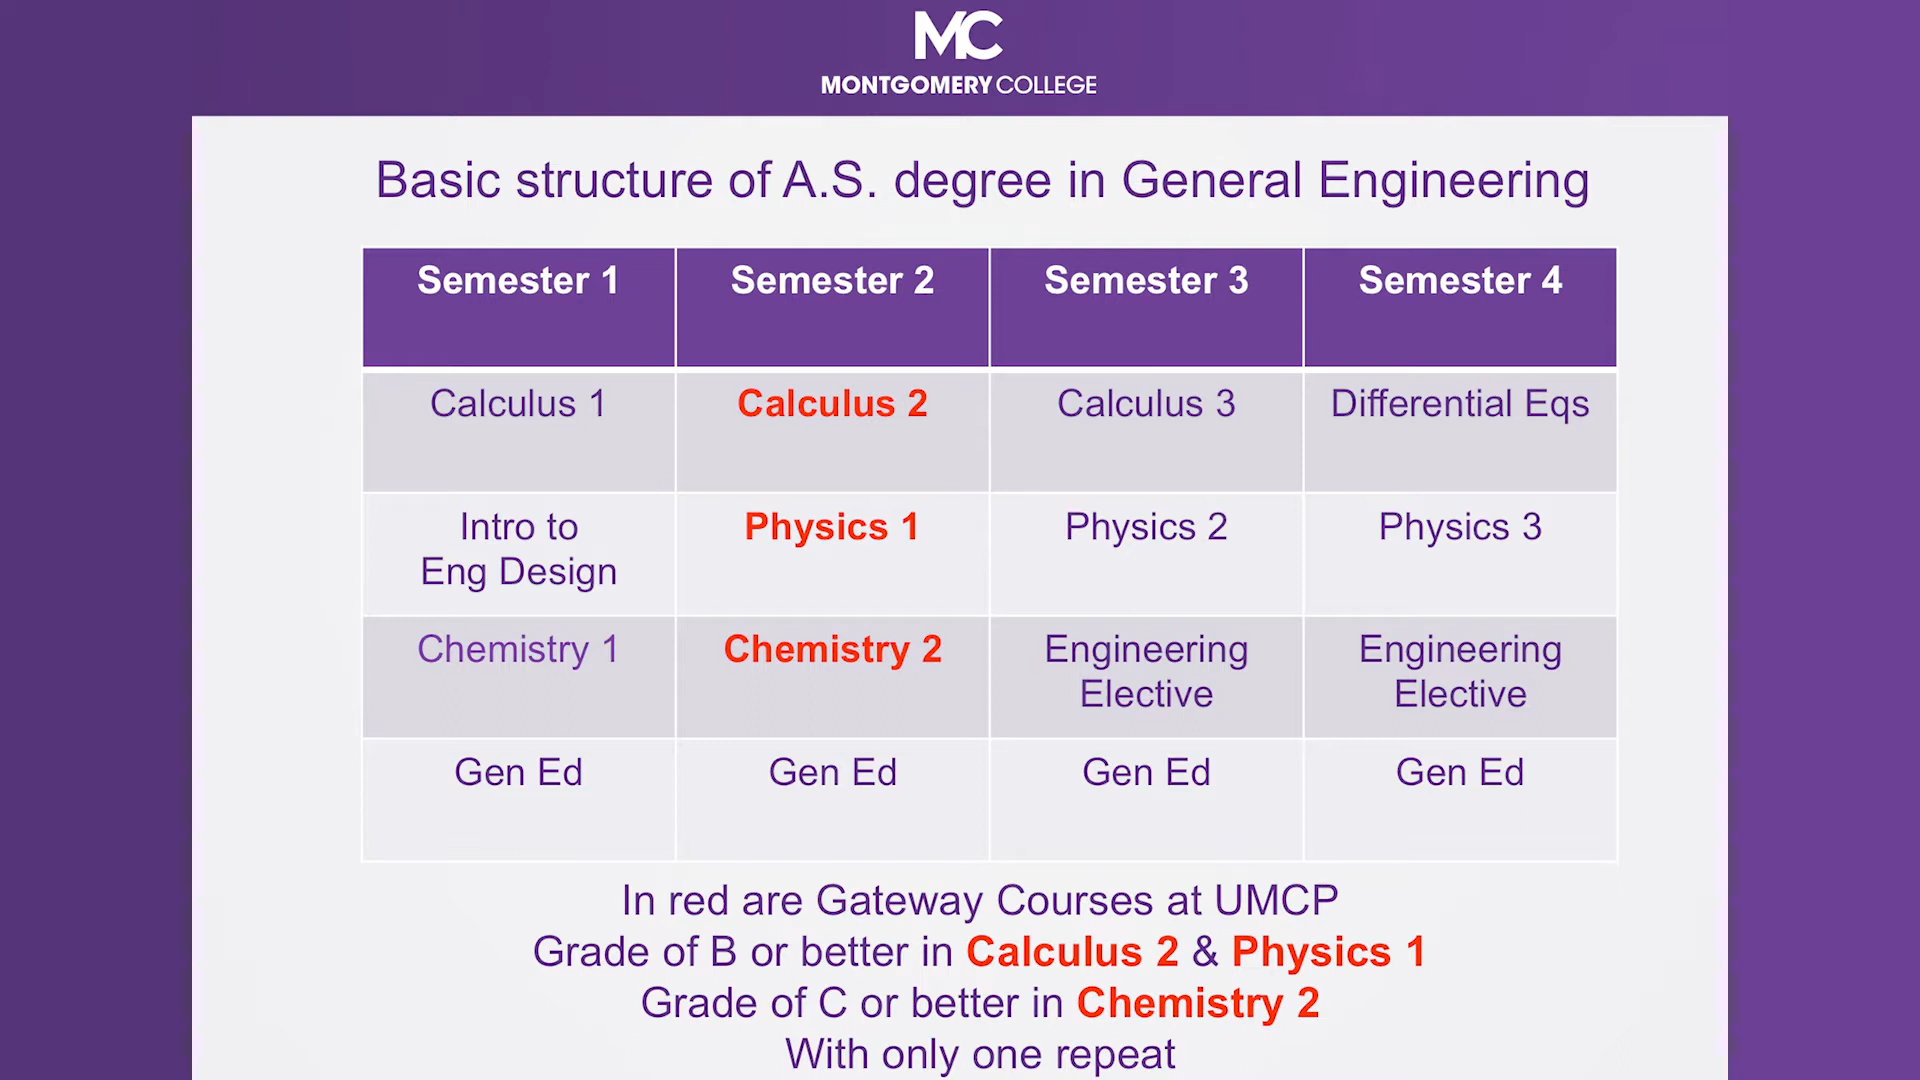 MC
MONTGOMERY COLLEGE
Basic structure of A.S. degree in General Engineering
Semester 1 Semester 2 Semester 3 Semester 4
Calculus 1 Calculus 2 Calculus 3 Differential Eqs
Intro to Physics 1 Physics 2 Physics 3
Eng Design
Chemistry 1 Chemistry 2 Engineering Engineering
Elective Elective
Gen Ed Gen Ed Gen Ed Gen Ed
In red are Gateway Courses at UMCP
Grade of B or better in Calculus 2 & Physics 1
Grade of C or better in Chemistry 2
With only one repeat